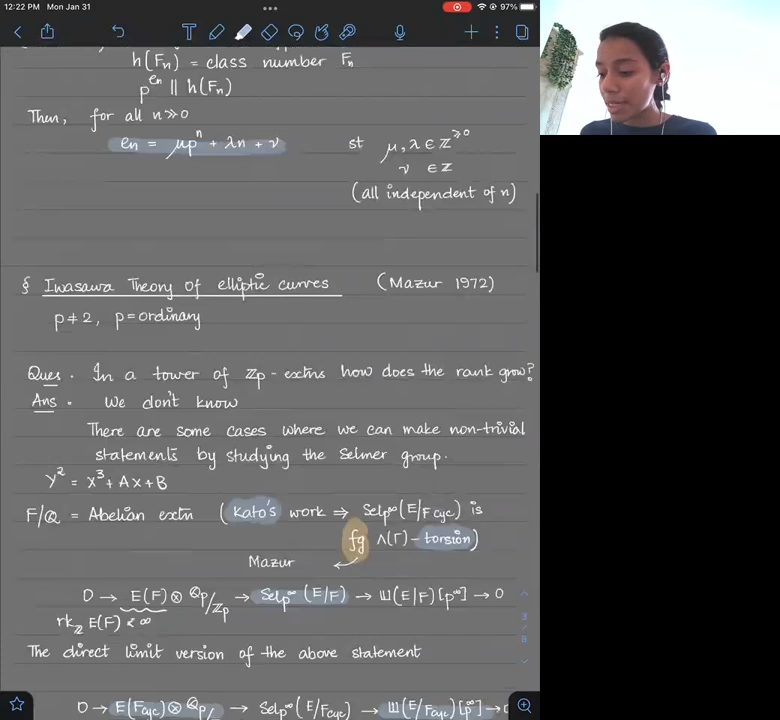 12:22 PM Mon Jan 31
97%
h(Fn) = class number Fn
p^en || h(Fn)
Then, for all n≫0
en = μp^n + λn + ν st μ, λ ∈ ℤ^≥0
ν ∈ ℤ
(all independent of n)
§ Iwasawa Theory of elliptic curves (Mazur 1972)
p ≠ 2, p = ordinary
Ques. In a tower of ℤp - extns how does the rank grow?
Ans. We don't know
There are some cases where we can make non-trivial
statements by studying the Selmer group.
Y² = X³ + AX + B
F/ℚ = Abelian extn (Kato's work ⇒ Selp∞(E/Fcyc) is
fg Λ(Γ) - torsion)
Mazur
0 → E(F) ⊗ ℚp/ℤp → Selp∞(E/F) → Ш(E/F)[p∞] → 0
rkℤ E(F) < ∞
3
8
The direct limit version of the above statement
0 → E(Fcyc) ⊗ ℚp/ → Selp∞(E/Fcyc) → Ш(E/Fcyc)[p∞] → 0